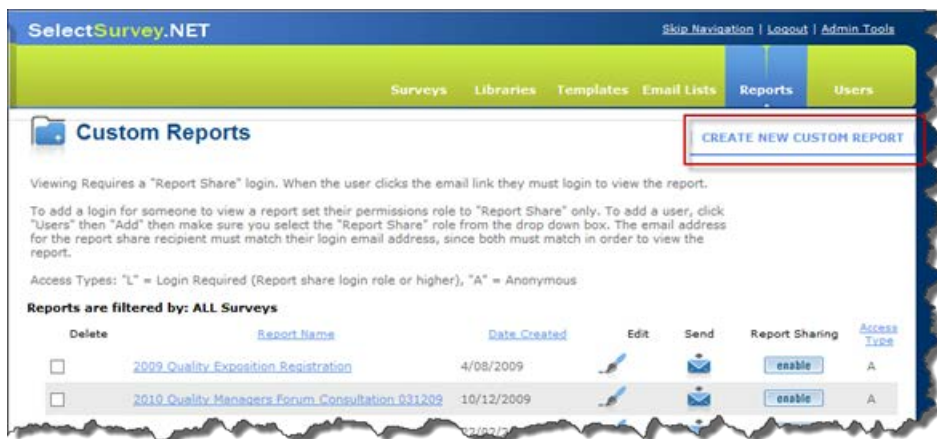 SelectSurvey.NET
Skip Navigation | Logout | Admin Tools
Surveys Libraries Templates Email Lists Reports Users
Custom Reports
CREATE NEW CUSTOM REPORT
Viewing Requires a "Report Share" login. When the user clicks the email link they must login to view the report.
To add a login for someone to view a report set their permissions role to "Report Share" only. To add a user, click
"Users" then "Add" then make sure you select the "Report Share" role from the drop down box. The email address
for the report share recipient must match their login email address, since both must match in order to view the
report.
Access Types: "L" = Login Required (Report share login role or higher), "A" = Anonymous
Reports are filtered by: ALL Surveys
Delete Report Name Date Created Edit Send Report Sharing Access Type
2009 Quality Exposition Registration 4/08/2009 enable A
2010 Quality Managers Forum Consultation 031209 10/12/2009 enable A